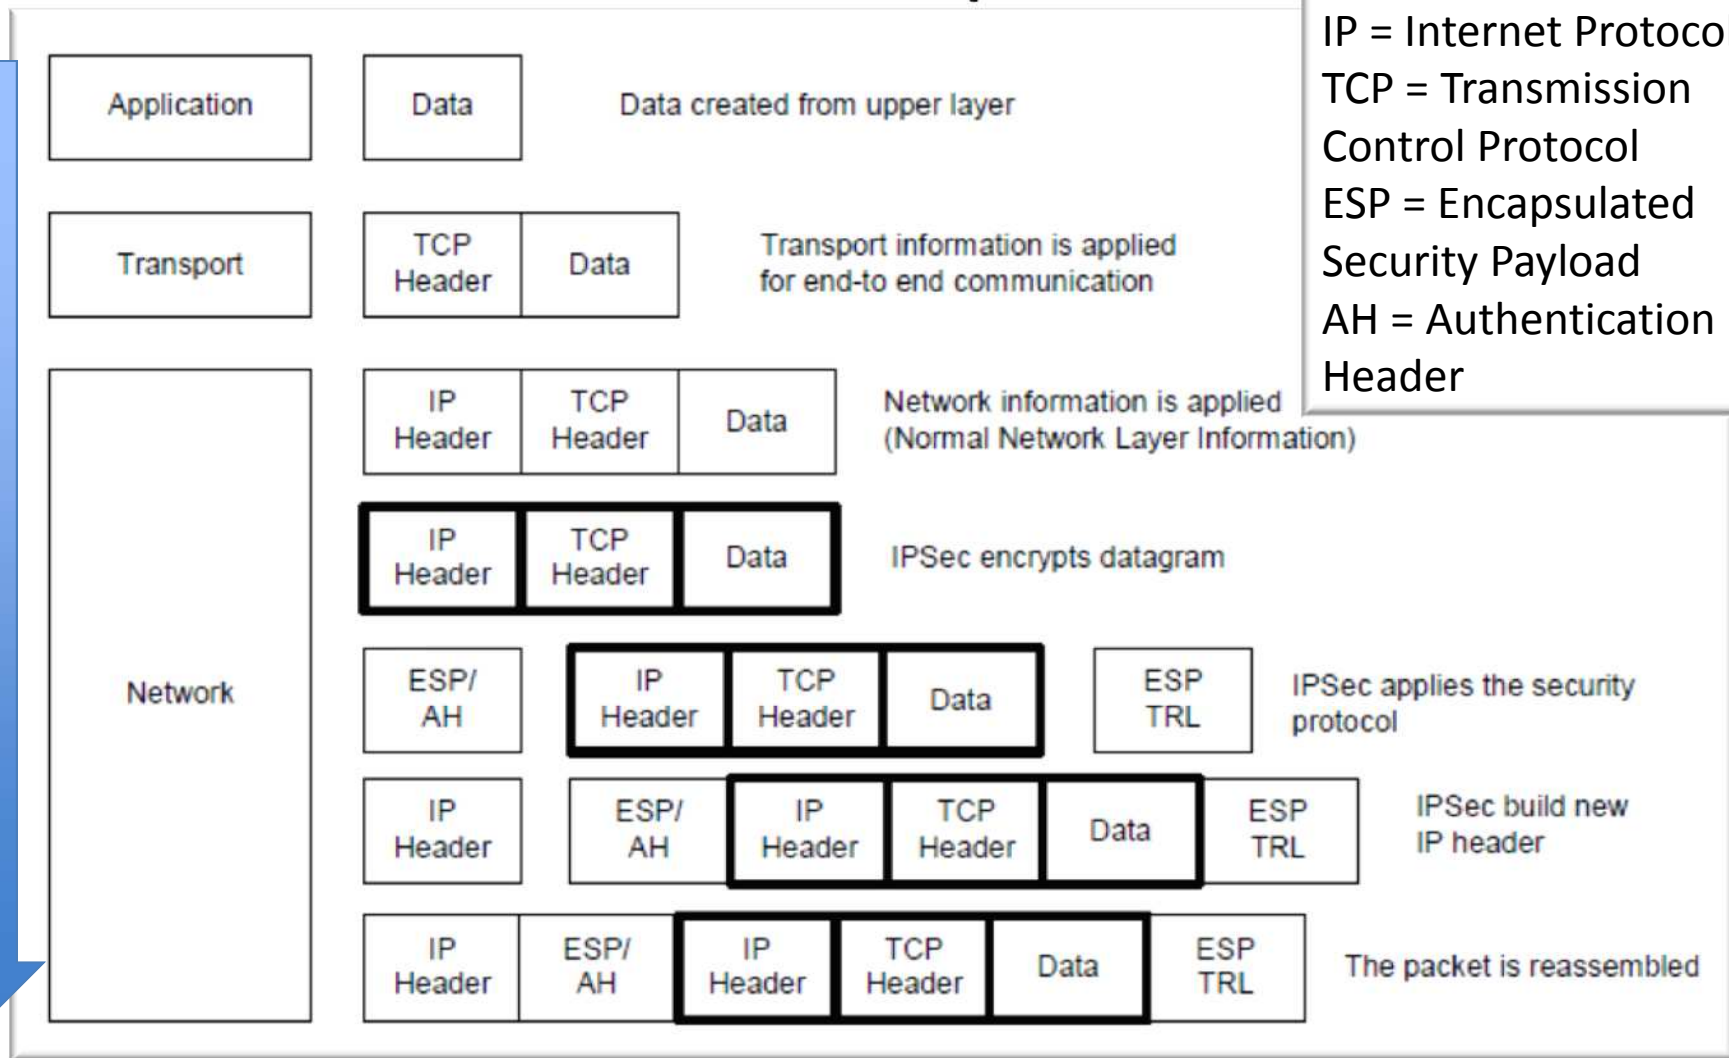 IP = Internet Protocol
TCP = Transmission
Control Protocol
ESP = Encapsulated
Security Payload
AH = Authentication
Header
Application
Data
Data created from upper layer
Transport
TCP
Header
Data
Transport information is applied
for end-to end communication
Network
IP
Header
TCP
Header
Data
Network information is applied
(Normal Network Layer Information)
IP
Header
TCP
Header
Data
IPSec encrypts datagram
ESP/
AH
IP
Header
TCP
Header
Data
ESP
TRL
IPSec applies the security
protocol
IP
Header
ESP/
AH
IP
Header
TCP
Header
Data
ESP
TRL
IPSec build new
IP header
IP
Header
ESP/
AH
IP
Header
TCP
Header
Data
ESP
TRL
The packet is reassembled